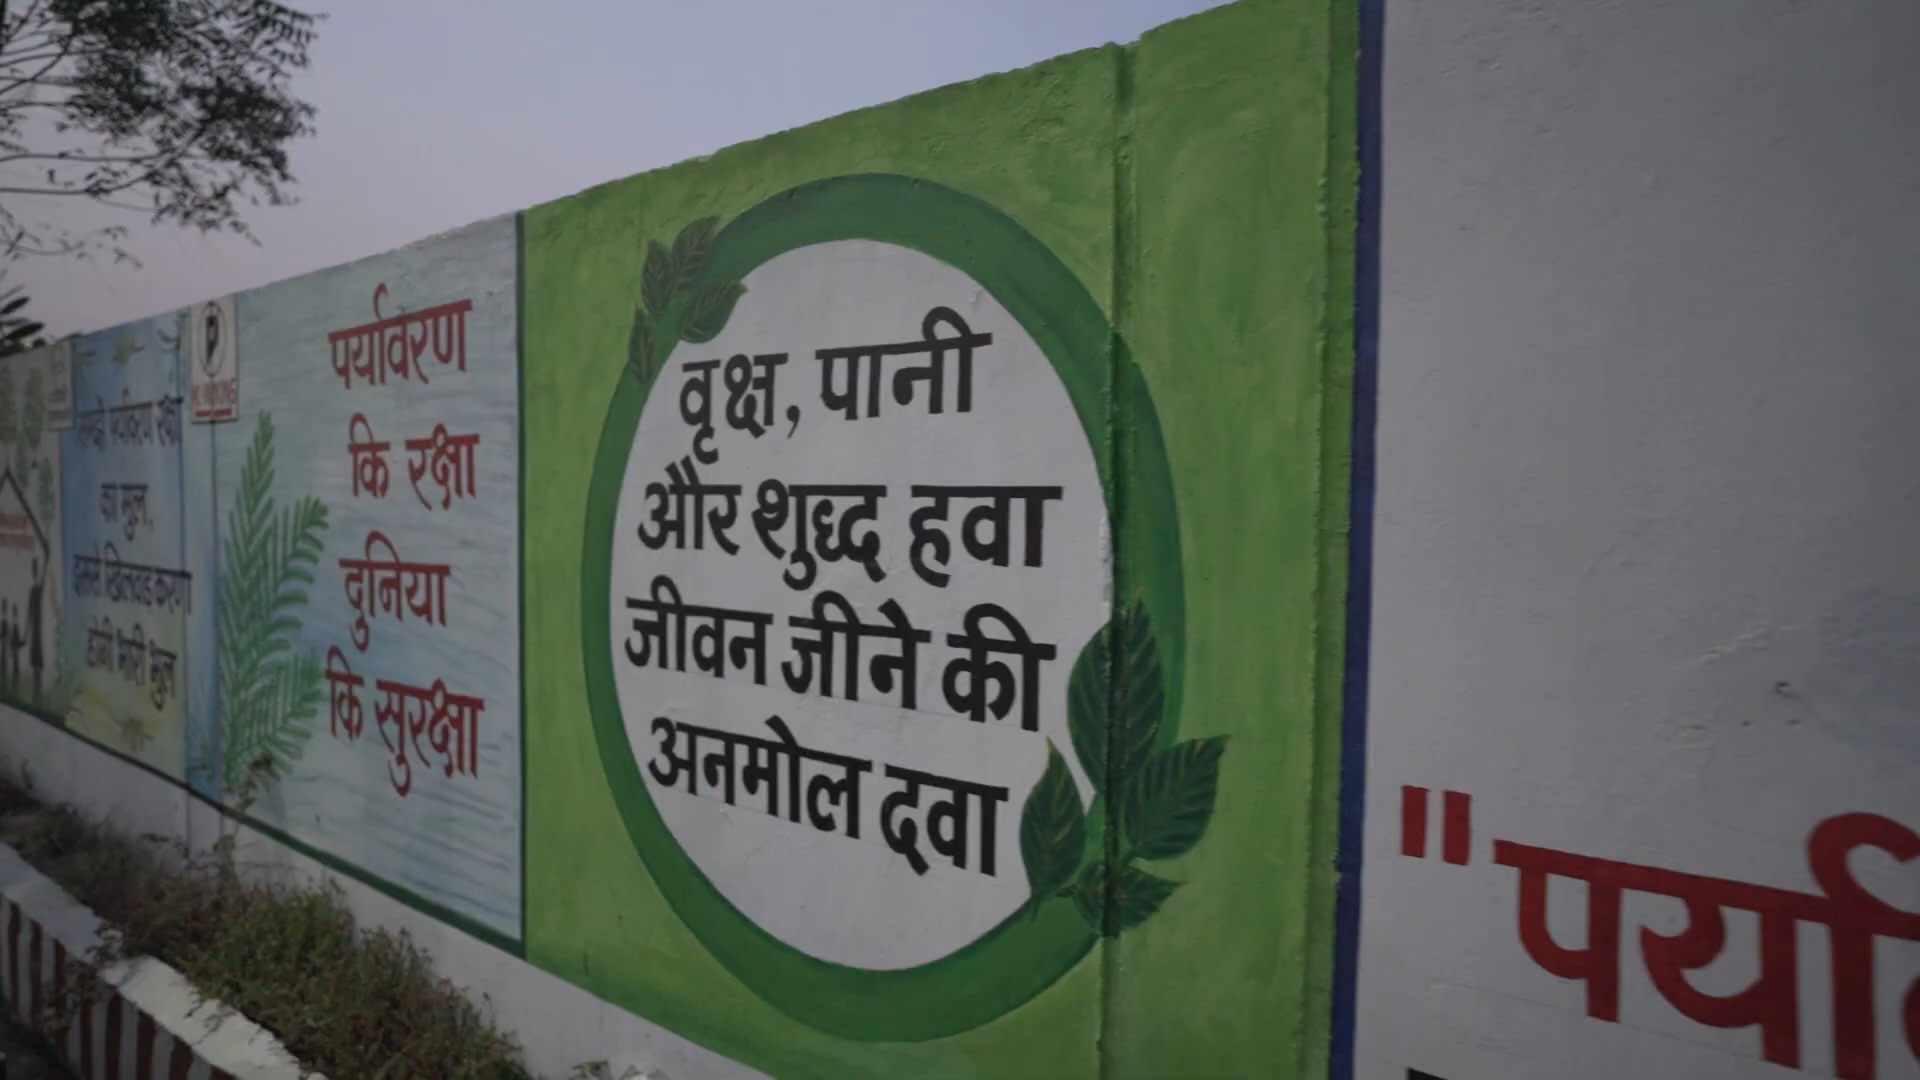 पर्यावरण
कि रक्षा
दुनिया
कि सुरक्षा
वृक्ष, पानी
और शुध्द हवा
जीवन जीने की
अनमोल दवा
"पर्या
का मुल,
होगी भारी भुल